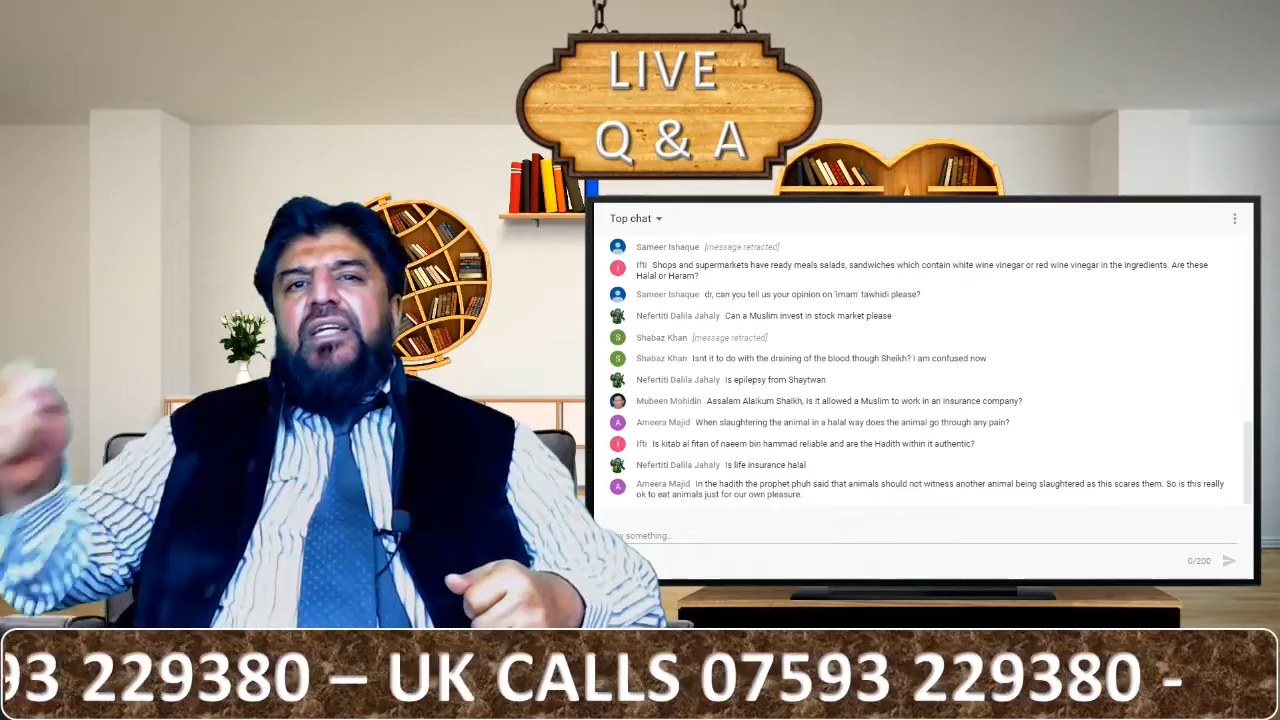 LIVE
Q & A
Top chat
Sameer Ishaque [message retracted]
Ifti Shops and supermarkets have ready meals salads, sandwiches which contain white wine vinegar or red wine vinegar in the ingredients. Are these
Halal or Haram?
Sameer Ishaque dr, can you tell us your opinion on 'imam' tawhidi please?
Nefertiti Dalila Jahaly Can a Muslim invest in stock market please
S Shabaz Khan [message retracted]
S Shabaz Khan Isnt it to do with the draining of the blood though Sheikh? I am confused now
Nefertiti Dalila Jahaly Is epilepsy from Shaytwan
Mubeen Mohidin Assalam Alaikum Shaikh, Is it allowed a Muslim to work in an insurance company?
A Ameera Majid When slaughtering the animal in a halal way does the animal go through any pain?
I Ifti Is kitab al fitan of naeem bin hammad reliable and are the Hadith within it authentic?
Nefertiti Dalila Jahaly Is life insurance halal
A Ameera Majid In the hadith the prophet pbuh said that animals should not witness another animal being slaughtered as this scares them. So is this really
ok to eat animals just for our own pleasure.
something...
0/200
93 229380 – UK CALLS 07593 229380 -